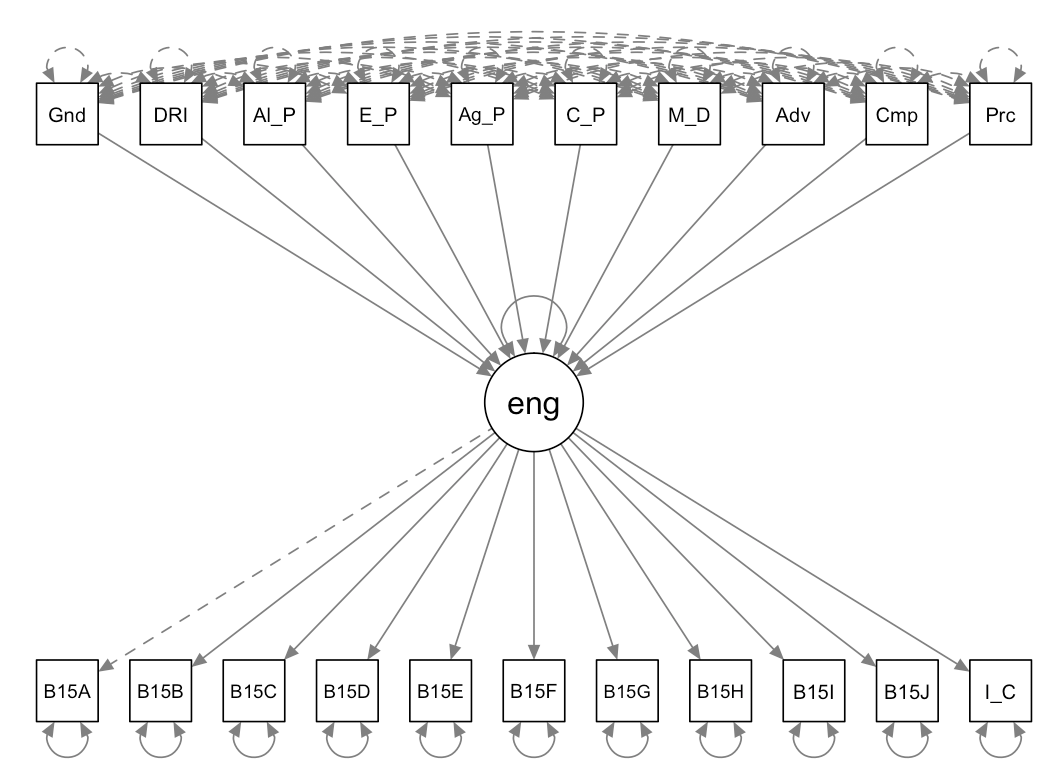 Gnd DRI Al_P E_P Ag_P C_P M_D Adv Cmp Prc
eng
B15A B15B B15C B15D B15E B15F B15G B15H B15I B15J I_C